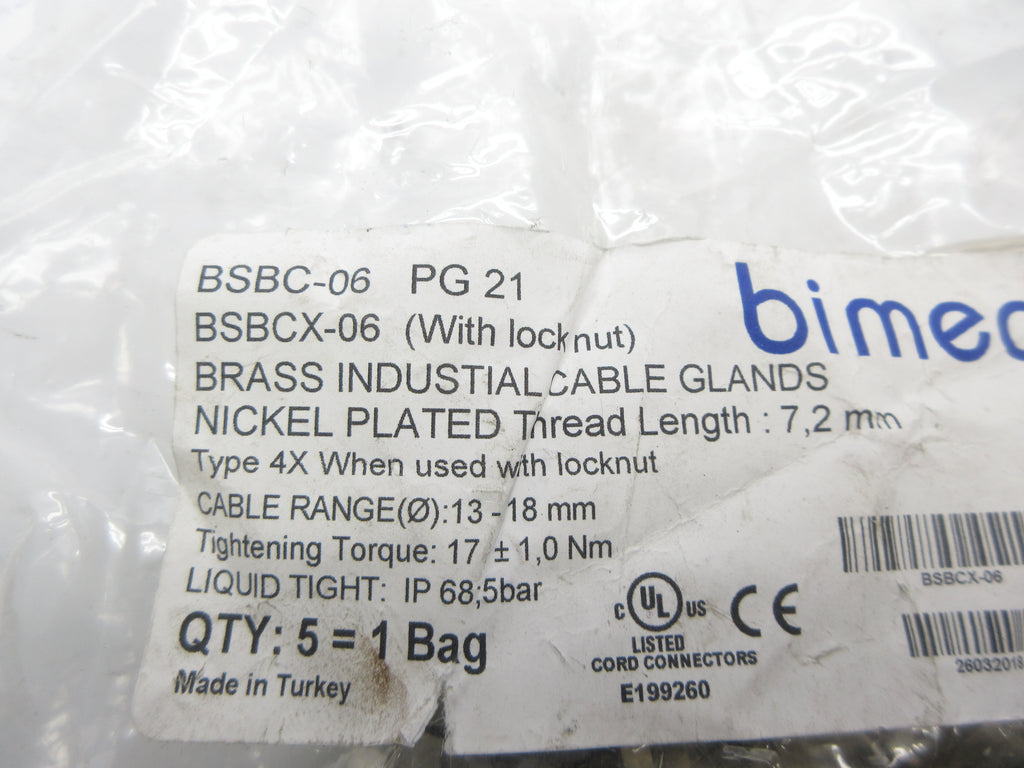 BSBC-06 PG 21
BSBCX-06 (With locknut)
BRASS INDUSTIAL CABLE GLANDS
NICKEL PLATED Thread Length : 7,2 mm
Type 4X When used with locknut
CABLE RANGE(Ø):13 - 18 mm
Tightening Torque: 17 ± 1,0 Nm
LIQUID TIGHT: IP 68;5bar
QTY: 5 = 1 Bag
Made in Turkey
bimed
C UL US CE
LISTED
CORD CONNECTORS
E199260
BSBCX-06
26032018